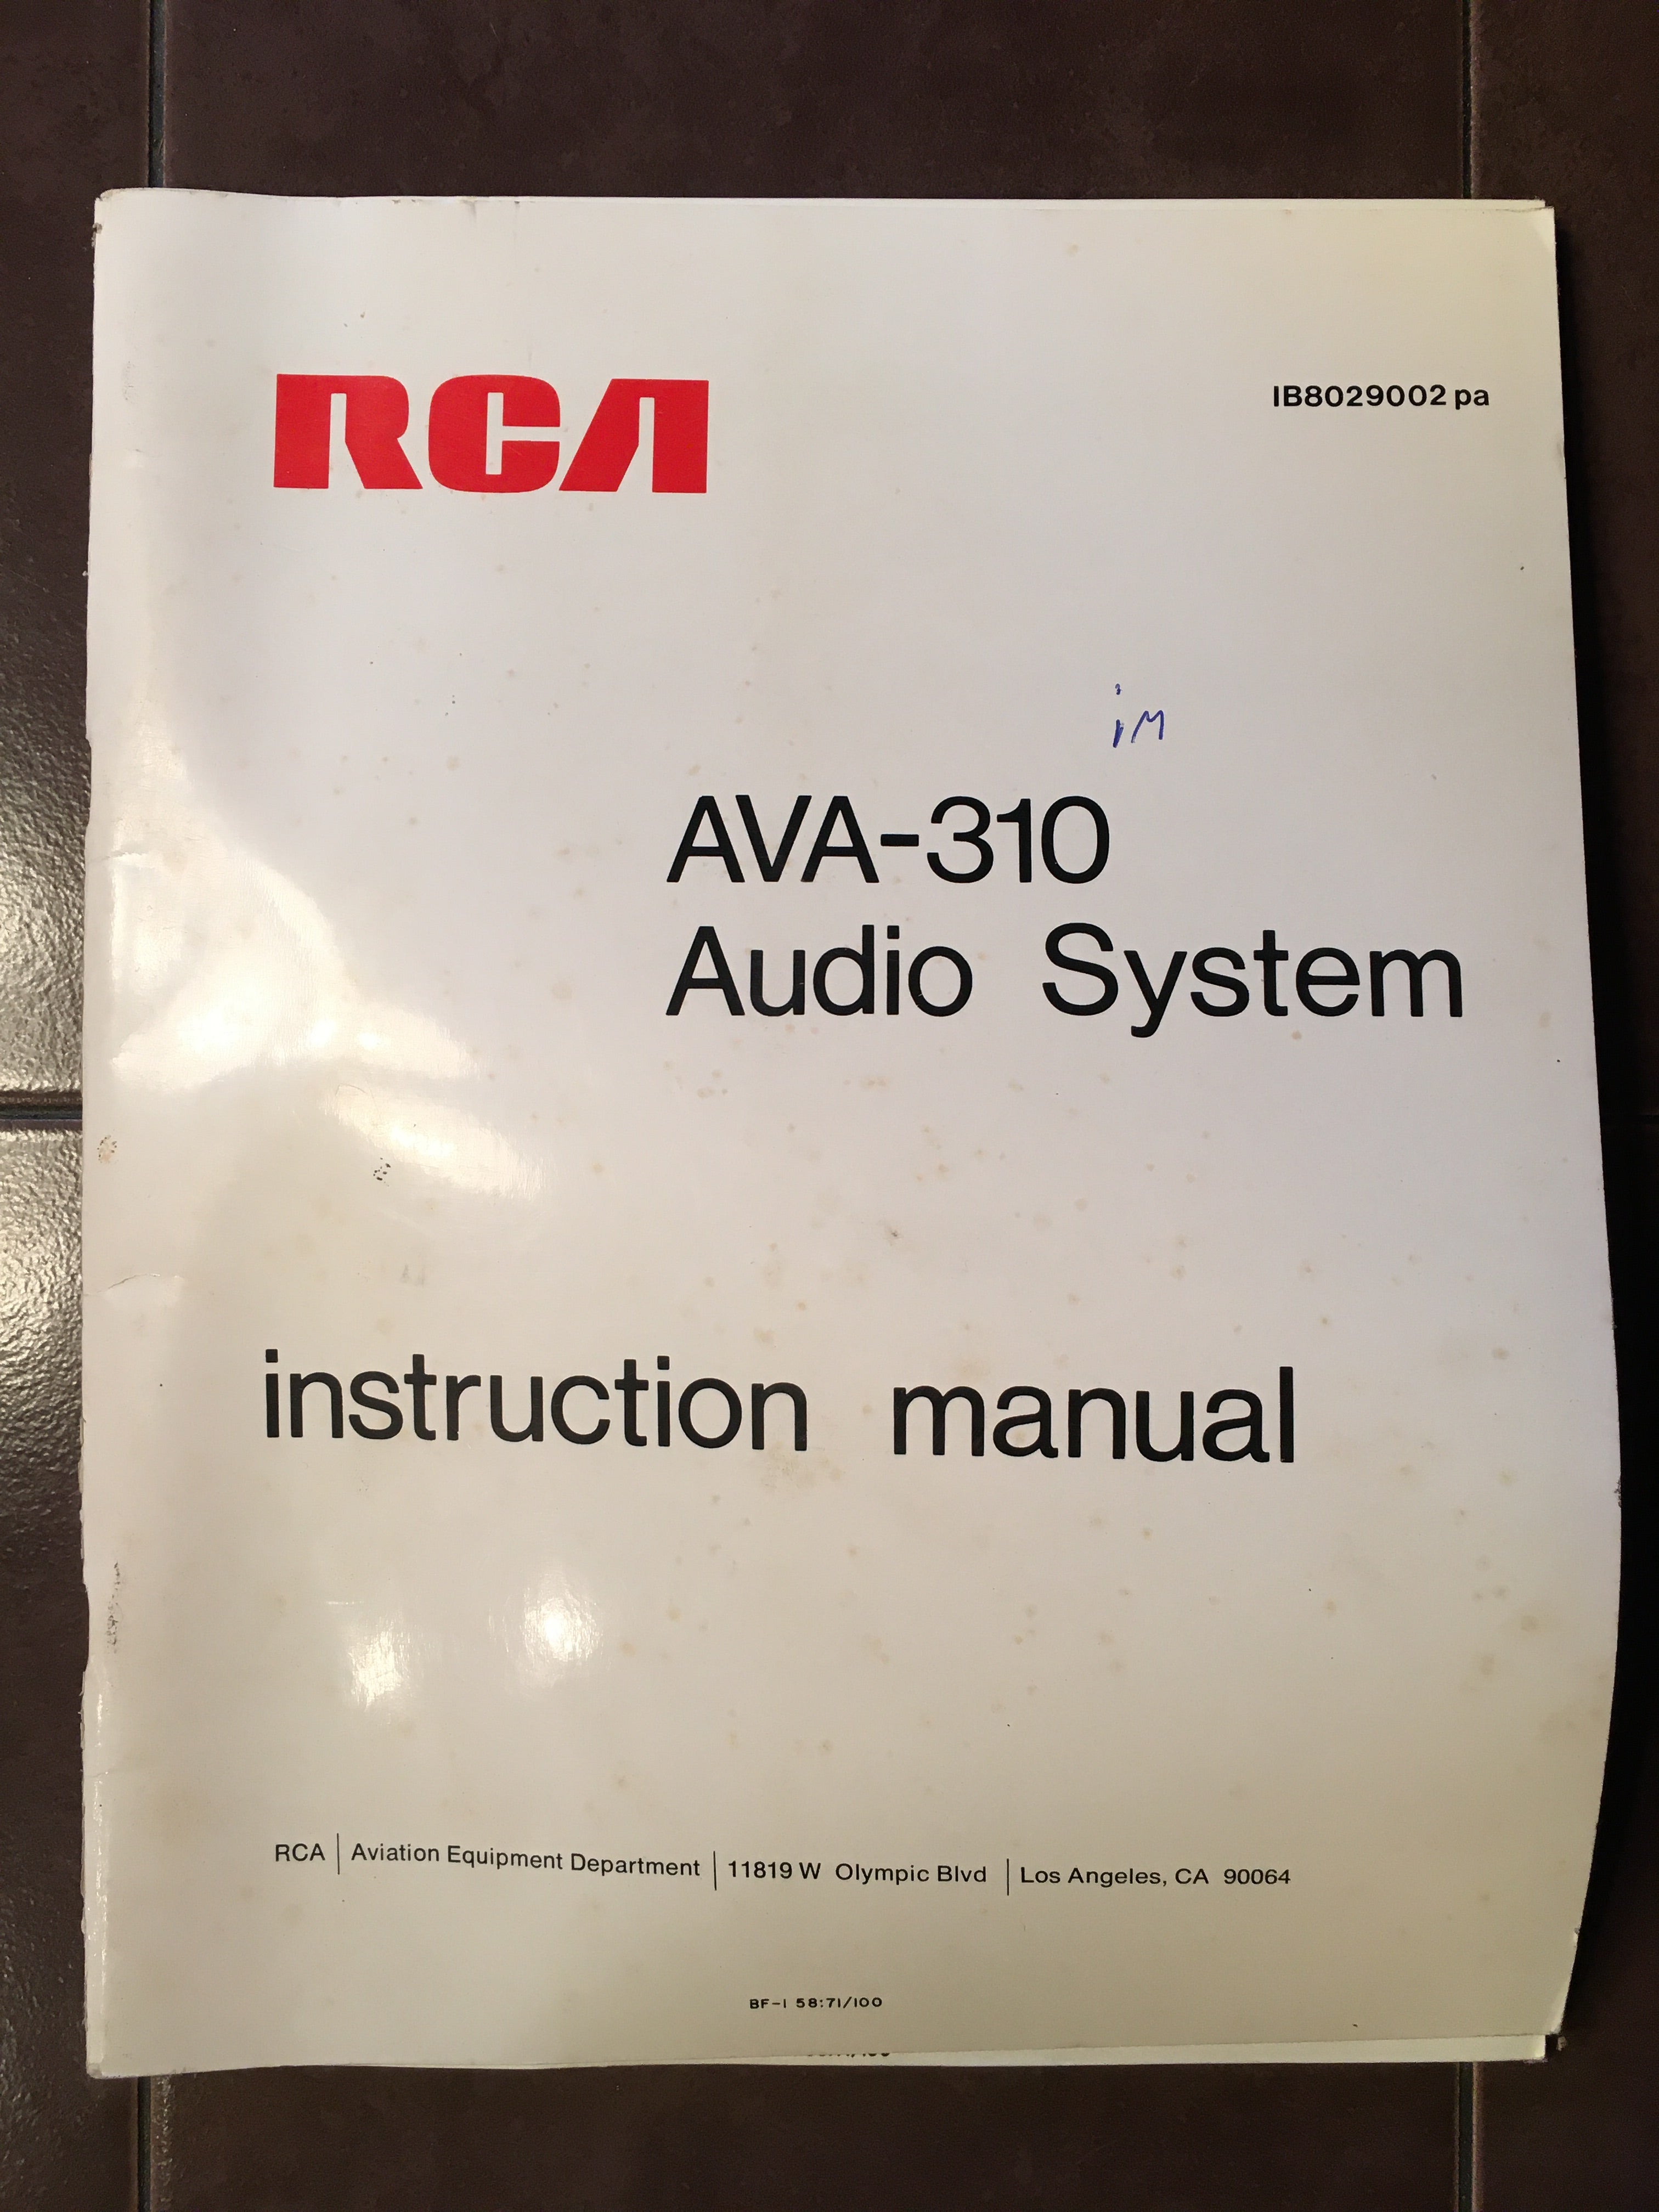 RCA
IB8029002 pa
iM
AVA-310
Audio System
instruction manual
RCA | Aviation Equipment Department | 11819 W Olympic Blvd | Los Angeles, CA 90064
BF-1 58:71/100